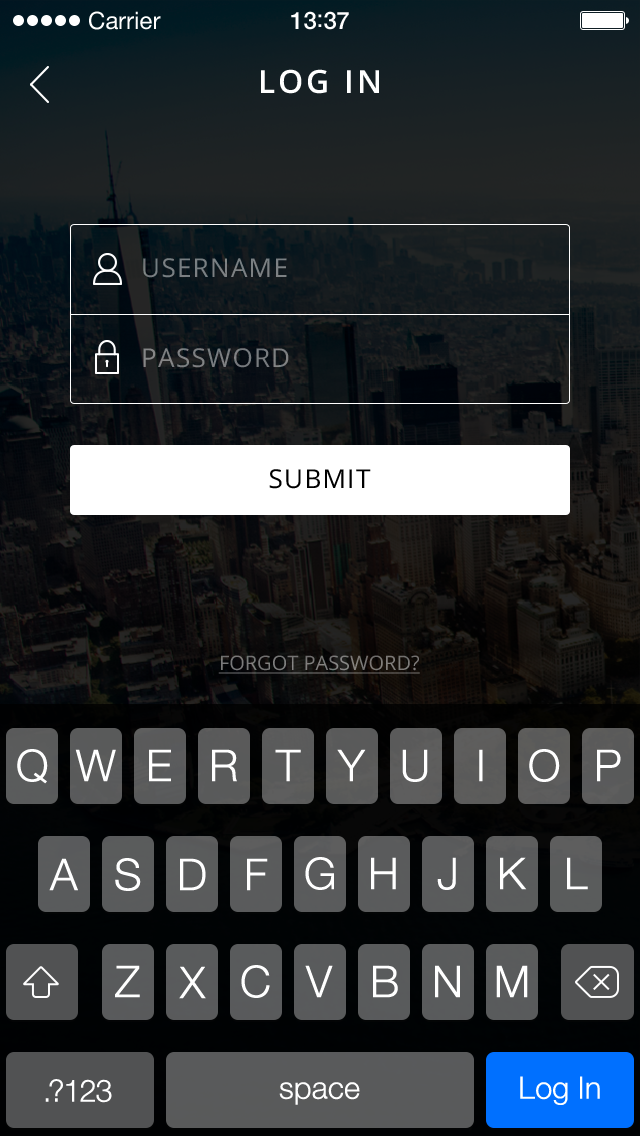 Carrier 13:37
LOG IN
USERNAME
PASSWORD
SUBMIT
FORGOT PASSWORD?
Q W E R T Y U I O P
A S D F G H J K L
Z X C V B N M
.?123 space Log In